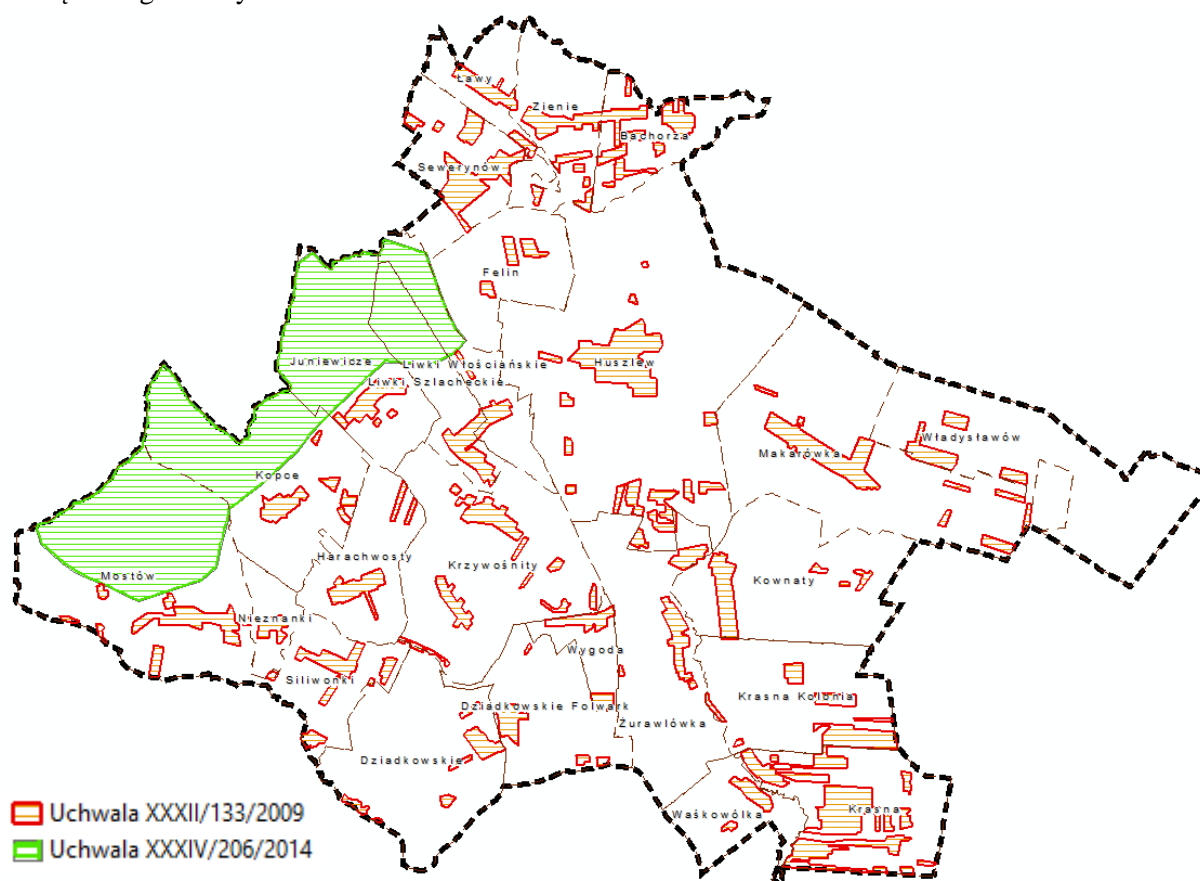 Ławy
Zienie
Bachorza
Sewerynów
Felin
Juniewicze
Liwki Włościańskie
Huszlew
Liwki Szlacheckie
Władysławów
Makarówka
Kopce
Harachwosty
Krzywośnity
Mostów
Kownaty
Nieznanki
Wygoda
Siliwonki
Krasna Kolonia
Dziadkowskie Folwark
Żurawlówka
Dziadkowskie
Uchwala XXXII/133/2009
Waśkowólka
Krasna
Uchwala XXXIV/206/2014